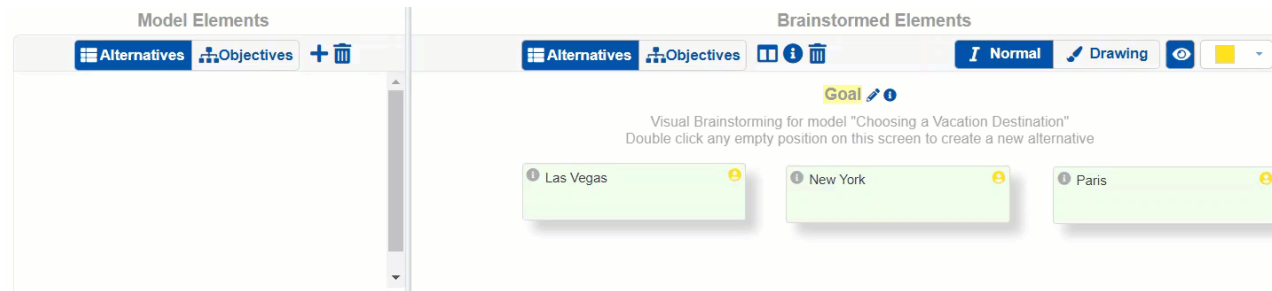 Model Elements
Brainstormed Elements
Alternatives Objectives
Alternatives Objectives
Normal Drawing
Goal
Visual Brainstorming for model "Choosing a Vacation Destination"
Double click any empty position on this screen to create a new alternative
Las Vegas
New York
Paris